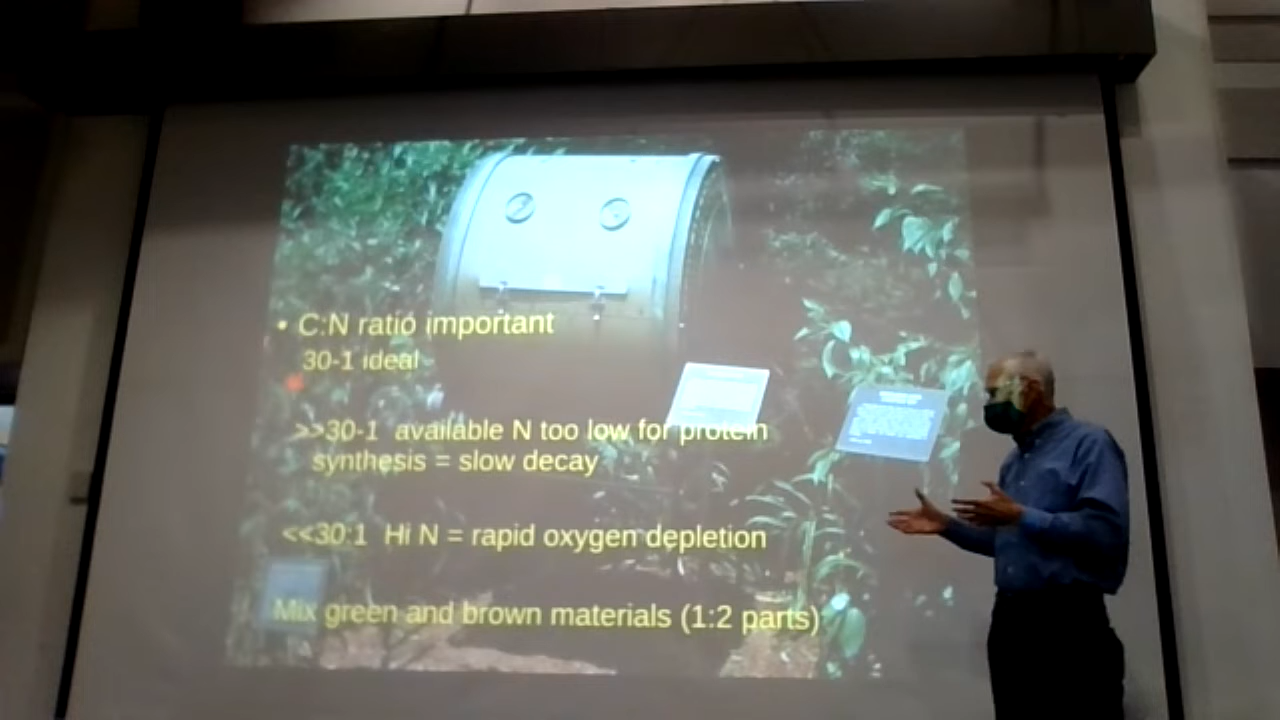 • C:N ratio important
30-1 ideal
>>30-1 available N too low for protein
synthesis = slow decay
<<30:1 Hi N = rapid oxygen depletion
Mix green and brown materials (1:2 parts)